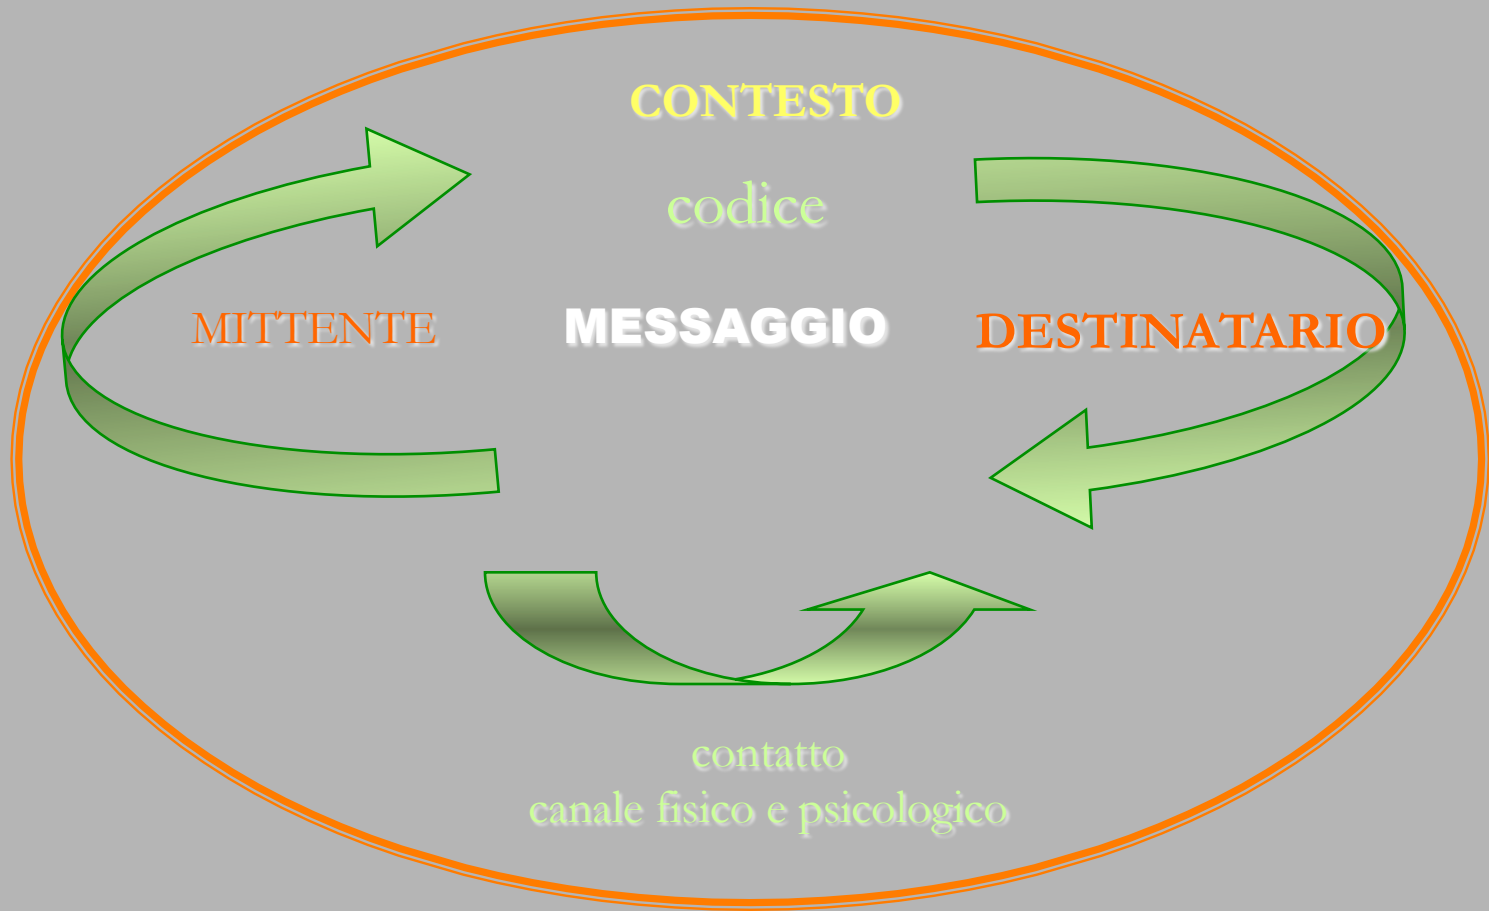 CONTESTO
codice
MITTENTE MESSAGGIO DESTINATARIO
contatto
canale fisico e psicologico